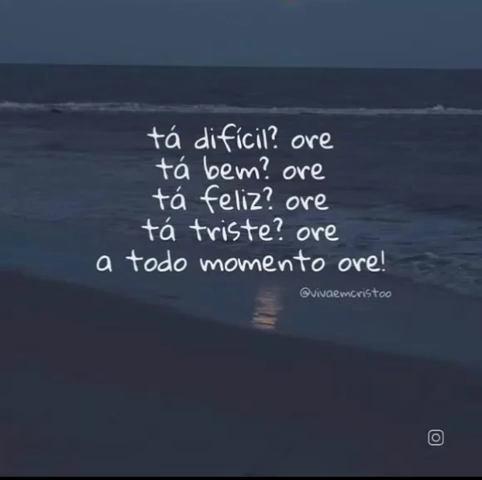 tá difícil? ore
tá bem? ore
tá feliz? ore
tá triste? ore
a todo momento ore!
@vivaemcristoo